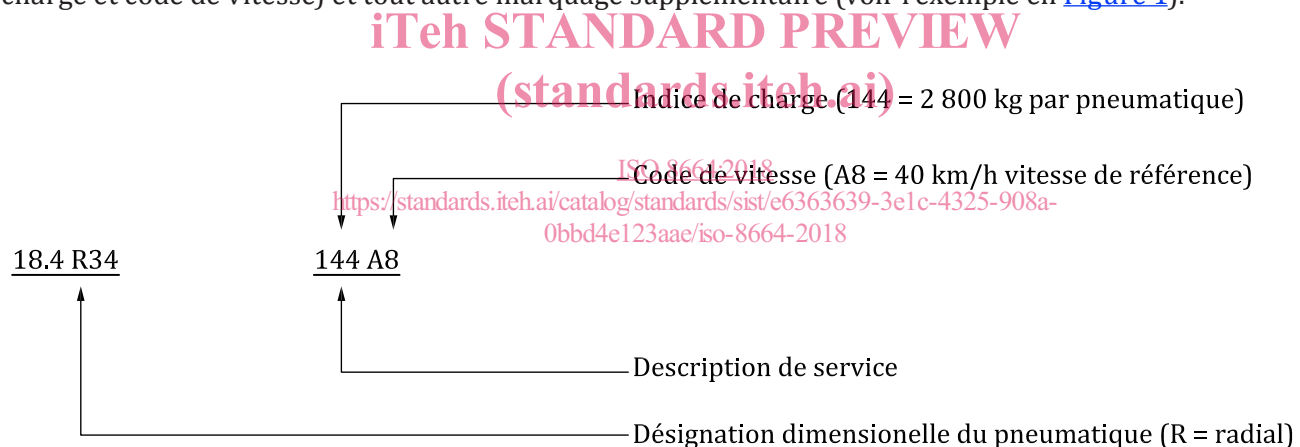 charge et code de vitesse) et tout autre marquage supplémentaire (voir l'exemple en Figure 1).
iTeh STANDARD PREVIEW
(standards.iteh.ai)
Indice de charge (144 = 2 800 kg par pneumatique)
ISO 8664:2018
Code de vitesse (A8 = 40 km/h vitesse de référence)
https://standards.iteh.ai/catalog/standards/sist/e6363639-3e1c-4325-908a-
0bbd4e123aae/iso-8664-2018
18.4 R34 144 A8
Description de service
Désignation dimensionelle du pneumatique (R = radial)